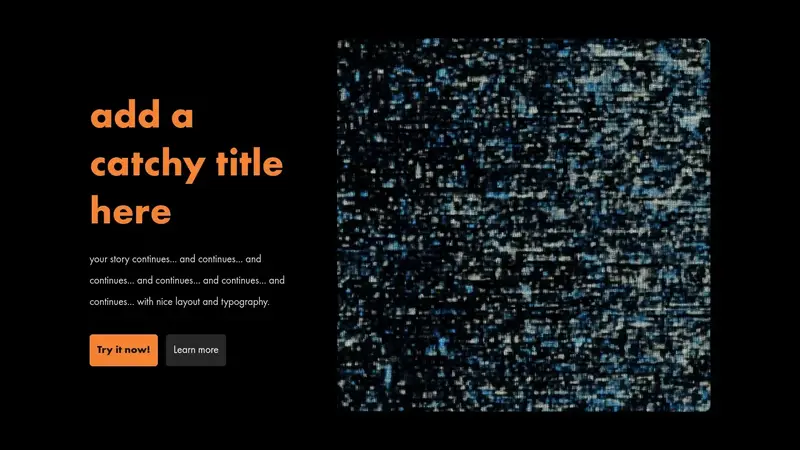 add a
catchy title
here
your story continues... and continues... and
continues... and continues... and continues... and
continues... with nice layout and typography.
Try it now!
Learn more